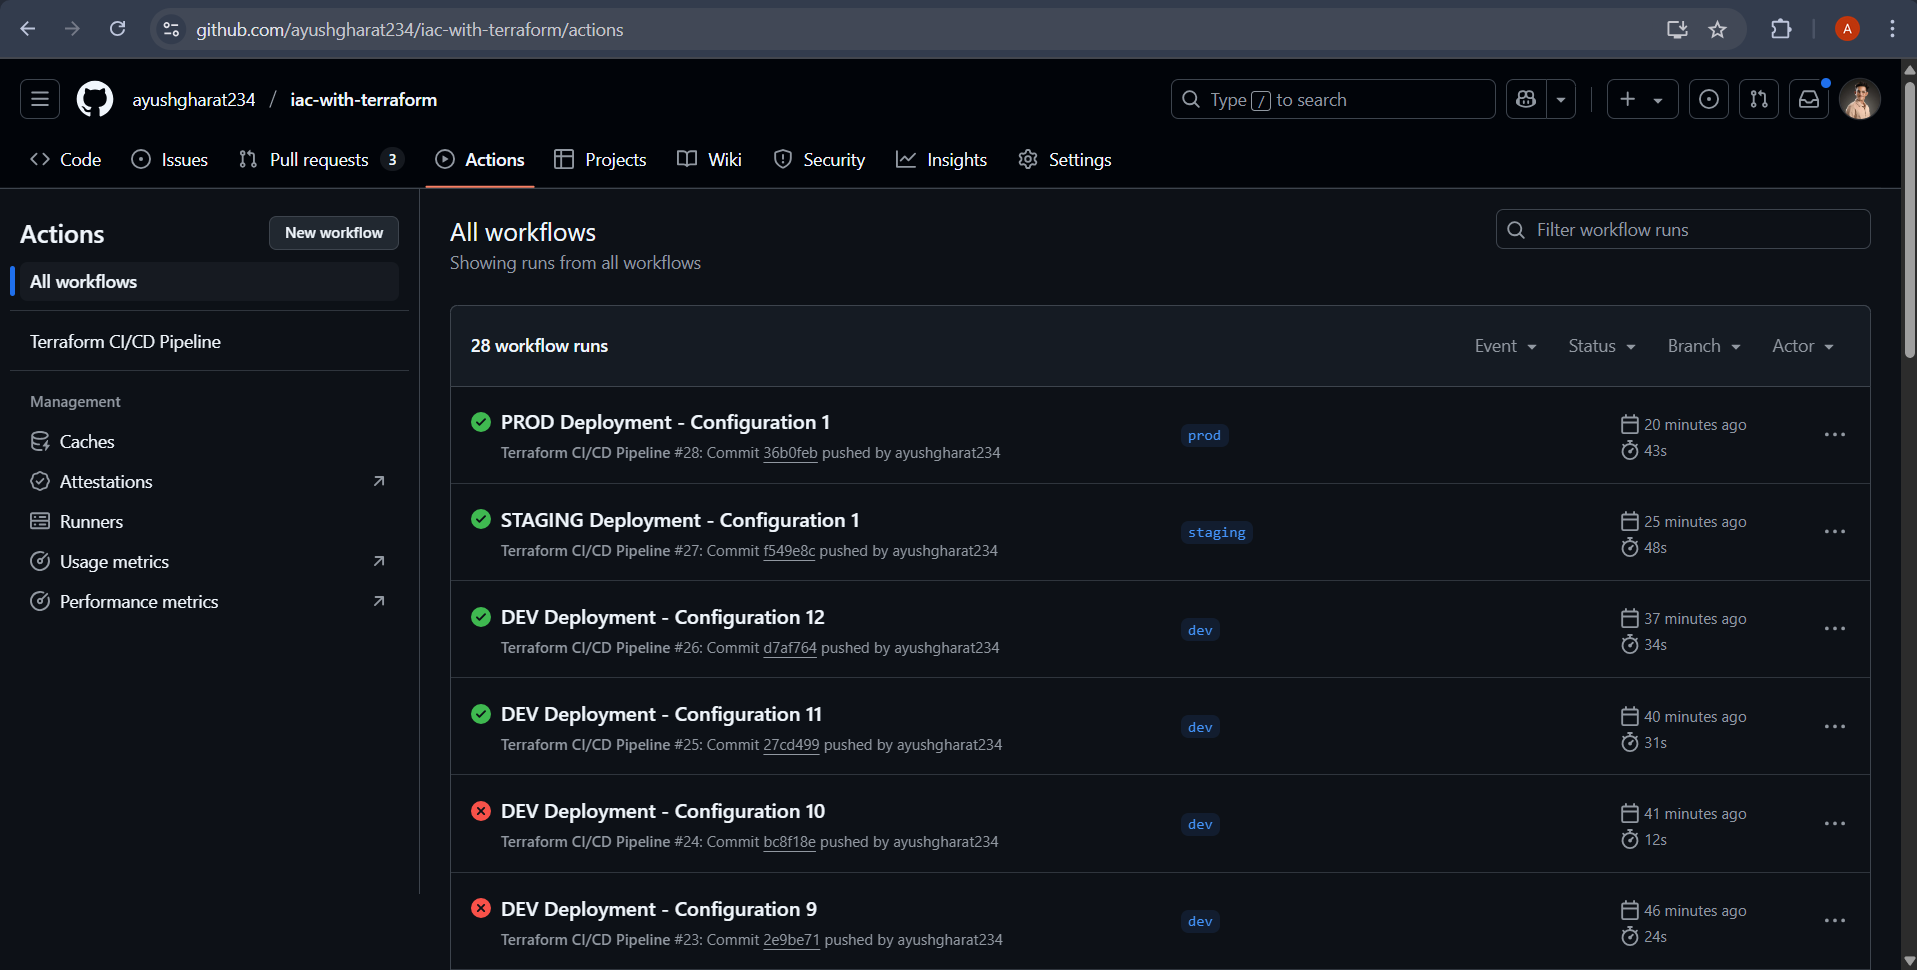 github.com/ayushgharat234/iac-with-terraform/actions
A
ayushgharat234 / iac-with-terraform
Type / to search
Code
Issues
Pull requests 3
Actions
Projects
Wiki
Security
Insights
Settings
Actions
New workflow
All workflows
Terraform CI/CD Pipeline
Management
Caches
Attestations
Runners
Usage metrics
Performance metrics
All workflows
Showing runs from all workflows
Filter workflow runs
28 workflow runs
Event
Status
Branch
Actor
PROD Deployment - Configuration 1
Terraform CI/CD Pipeline #28: Commit 36b0feb pushed by ayushgharat234
prod
20 minutes ago
43s
STAGING Deployment - Configuration 1
Terraform CI/CD Pipeline #27: Commit f549e8c pushed by ayushgharat234
staging
25 minutes ago
48s
DEV Deployment - Configuration 12
Terraform CI/CD Pipeline #26: Commit d7af764 pushed by ayushgharat234
dev
37 minutes ago
34s
DEV Deployment - Configuration 11
Terraform CI/CD Pipeline #25: Commit 27cd499 pushed by ayushgharat234
dev
40 minutes ago
31s
DEV Deployment - Configuration 10
Terraform CI/CD Pipeline #24: Commit bc8f18e pushed by ayushgharat234
dev
41 minutes ago
12s
DEV Deployment - Configuration 9
Terraform CI/CD Pipeline #23: Commit 2e9be71 pushed by ayushgharat234
dev
46 minutes ago
24s